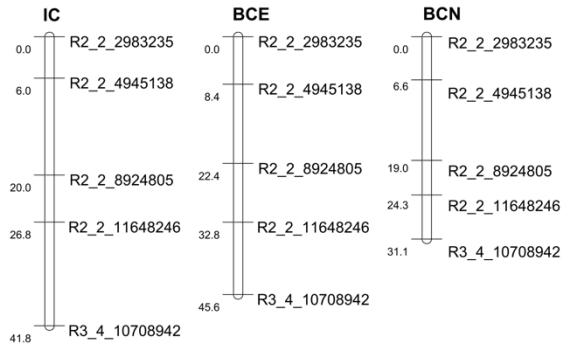 IC
0.0 R2_2_2983235
6.0 R2_2_4945138
20.0 R2_2_8924805
26.8 R2_2_11648246
41.8 R3_4_10708942
BCE
0.0 R2_2_2983235
8.4 R2_2_4945138
22.4 R2_2_8924805
32.8 R2_2_11648246
45.6 R3_4_10708942
BCN
0.0 R2_2_2983235
6.6 R2_2_4945138
19.0 R2_2_8924805
24.3 R2_2_11648246
31.1 R3_4_10708942